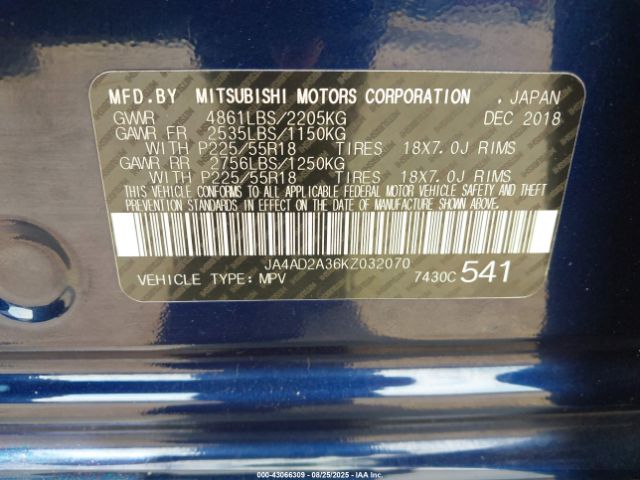 MFD.BY MITSUBISHI MOTORS CORPORATION . JAPAN
GVWR 4861LBS/2205KG DEC 2018
GAWR FR 2535LBS/1150KG
WITH P225/55R18 TIRES 18X7.0J RIMS
GAWR RR 2756LBS/1250KG
WITH P225/55R18 TIRES 18X7.0J RIMS
THIS VEHICLE CONFORMS TO ALL APPLICABLE FEDERAL MOTOR VEHICLE SAFETY AND THEFT
PREVENTION STANDARDS IN EFFECT ON THE DATE OF MANUFACTURE SHOWN ABOVE.
JA4AD2A36KZ032070
VEHICLE TYPE:MPV 7430C 541
000-43066309 - 08/25/2025 - IAAI.COM